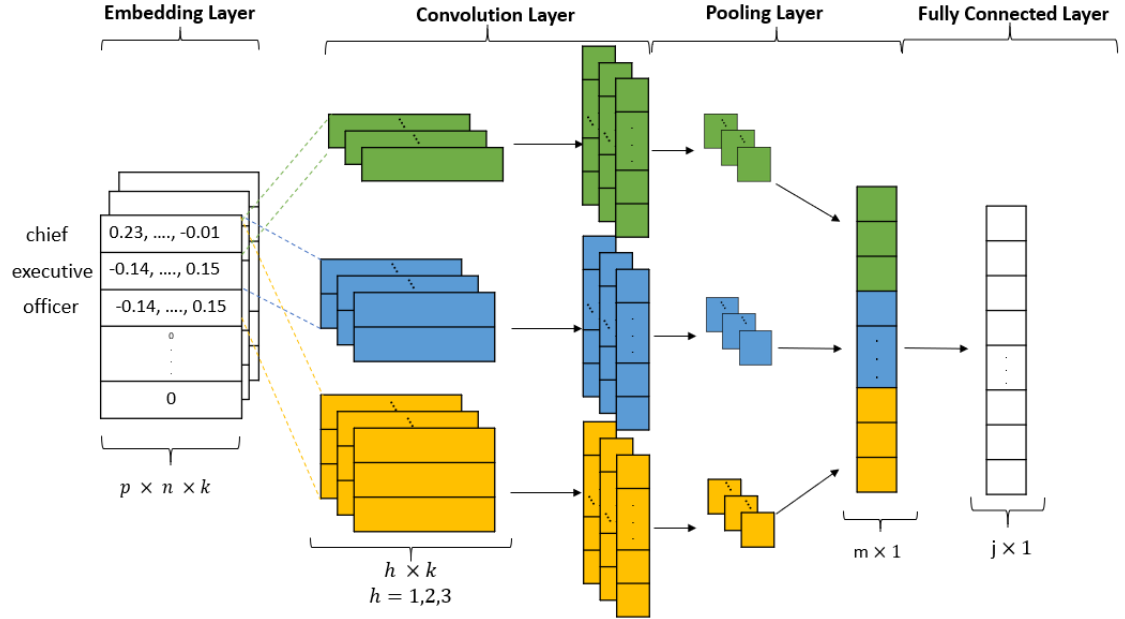 Embedding Layer
Convolution Layer
Pooling Layer
Fully Connected Layer
chief
0.23, ...., -0.01
executive
-0.14, ...., 0.15
officer
-0.14, ...., 0.15
0
.
.
.
0
p × n × k
h × k
h = 1,2,3
m × 1
j × 1